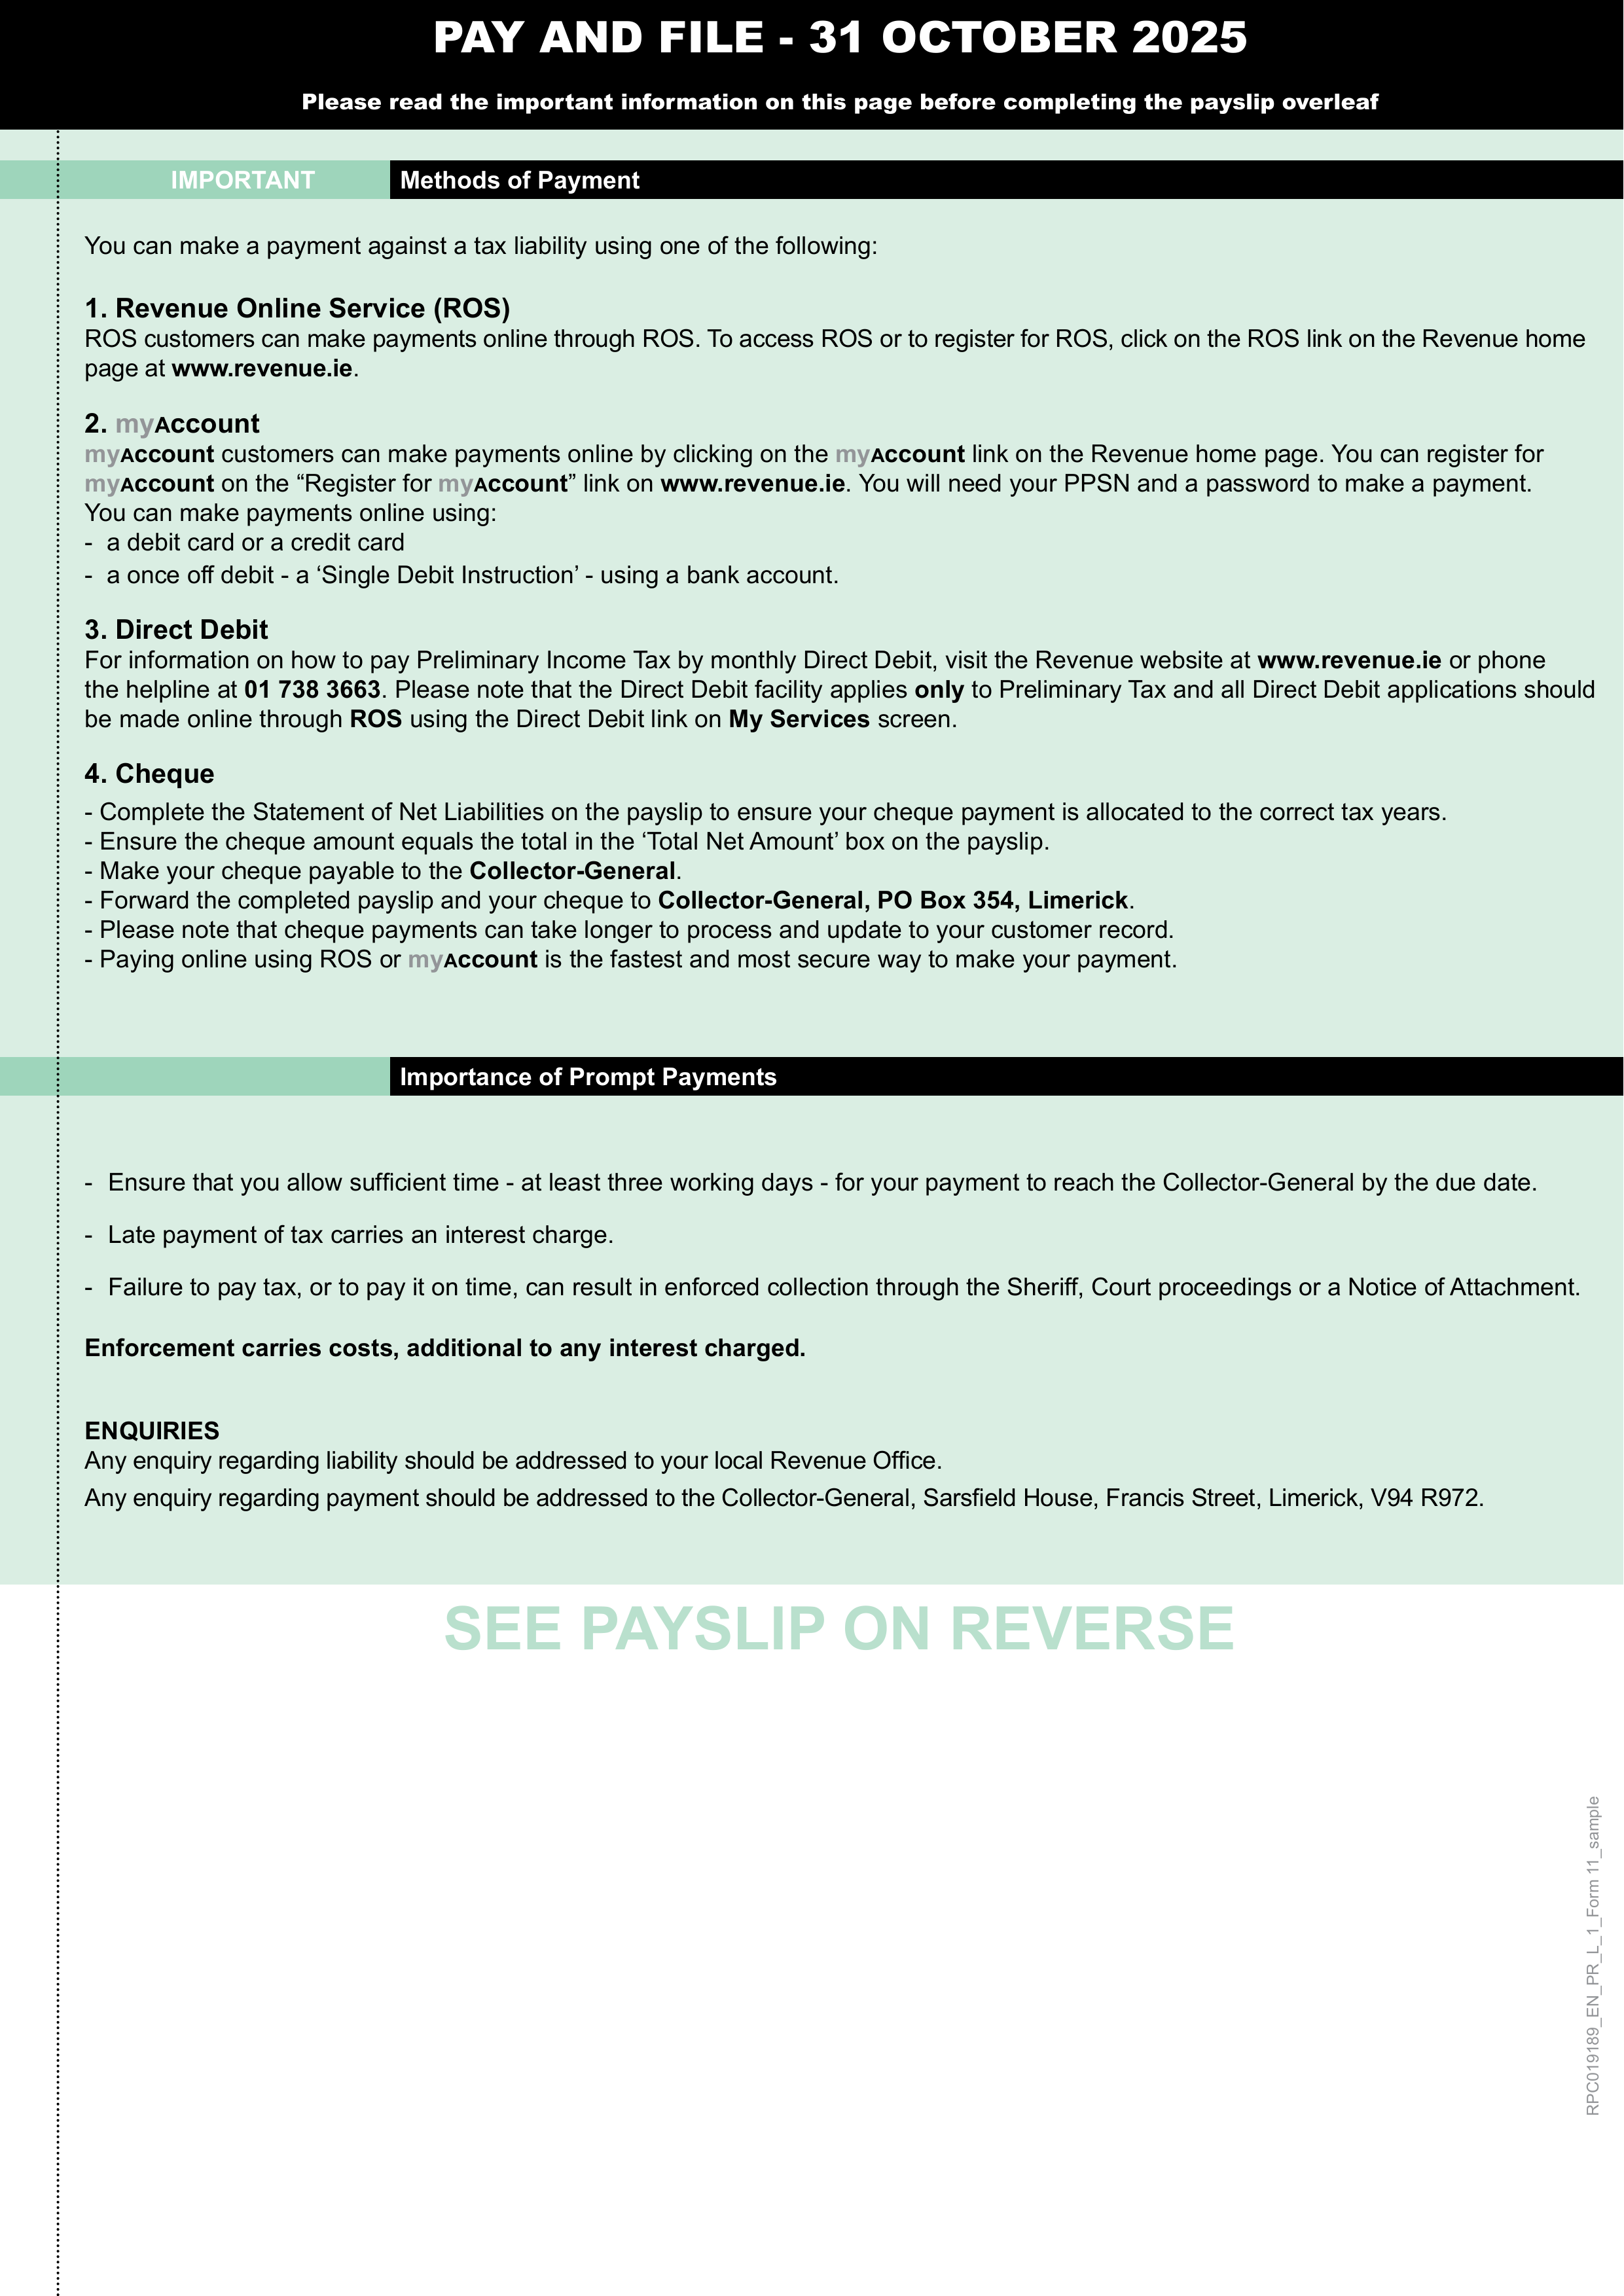 PAY AND FILE - 31 OCTOBER 2025
Please read the important information on this page before completing the payslip overleaf
IMPORTANT
Methods of Payment
You can make a payment against a tax liability using one of the following:
1. Revenue Online Service (ROS)
ROS customers can make payments online through ROS. To access ROS or to register for ROS, click on the ROS link on the Revenue home
page at www.revenue.ie.
2. myAccount
myAccount customers can make payments online by clicking on the myAccount link on the Revenue home page. You can register for
myAccount on the “Register for myAccount” link on www.revenue.ie. You will need your PPSN and a password to make a payment.
You can make payments online using:
- a debit card or a credit card
- a once off debit - a ‘Single Debit Instruction’ - using a bank account.
3. Direct Debit
For information on how to pay Preliminary Income Tax by monthly Direct Debit, visit the Revenue website at www.revenue.ie or phone
the helpline at 01 738 3663. Please note that the Direct Debit facility applies only to Preliminary Tax and all Direct Debit applications should
be made online through ROS using the Direct Debit link on My Services screen.
4. Cheque
- Complete the Statement of Net Liabilities on the payslip to ensure your cheque payment is allocated to the correct tax years.
- Ensure the cheque amount equals the total in the ‘Total Net Amount’ box on the payslip.
- Make your cheque payable to the Collector-General.
- Forward the completed payslip and your cheque to Collector-General, PO Box 354, Limerick.
- Please note that cheque payments can take longer to process and update to your customer record.
- Paying online using ROS or myAccount is the fastest and most secure way to make your payment.
Importance of Prompt Payments
- Ensure that you allow sufficient time - at least three working days - for your payment to reach the Collector-General by the due date.
- Late payment of tax carries an interest charge.
- Failure to pay tax, or to pay it on time, can result in enforced collection through the Sheriff, Court proceedings or a Notice of Attachment.
Enforcement carries costs, additional to any interest charged.
ENQUIRIES
Any enquiry regarding liability should be addressed to your local Revenue Office.
Any enquiry regarding payment should be addressed to the Collector-General, Sarsfield House, Francis Street, Limerick, V94 R972.
SEE PAYSLIP ON REVERSE
RPC019189_EN_PR_L_1_Form 11_sample